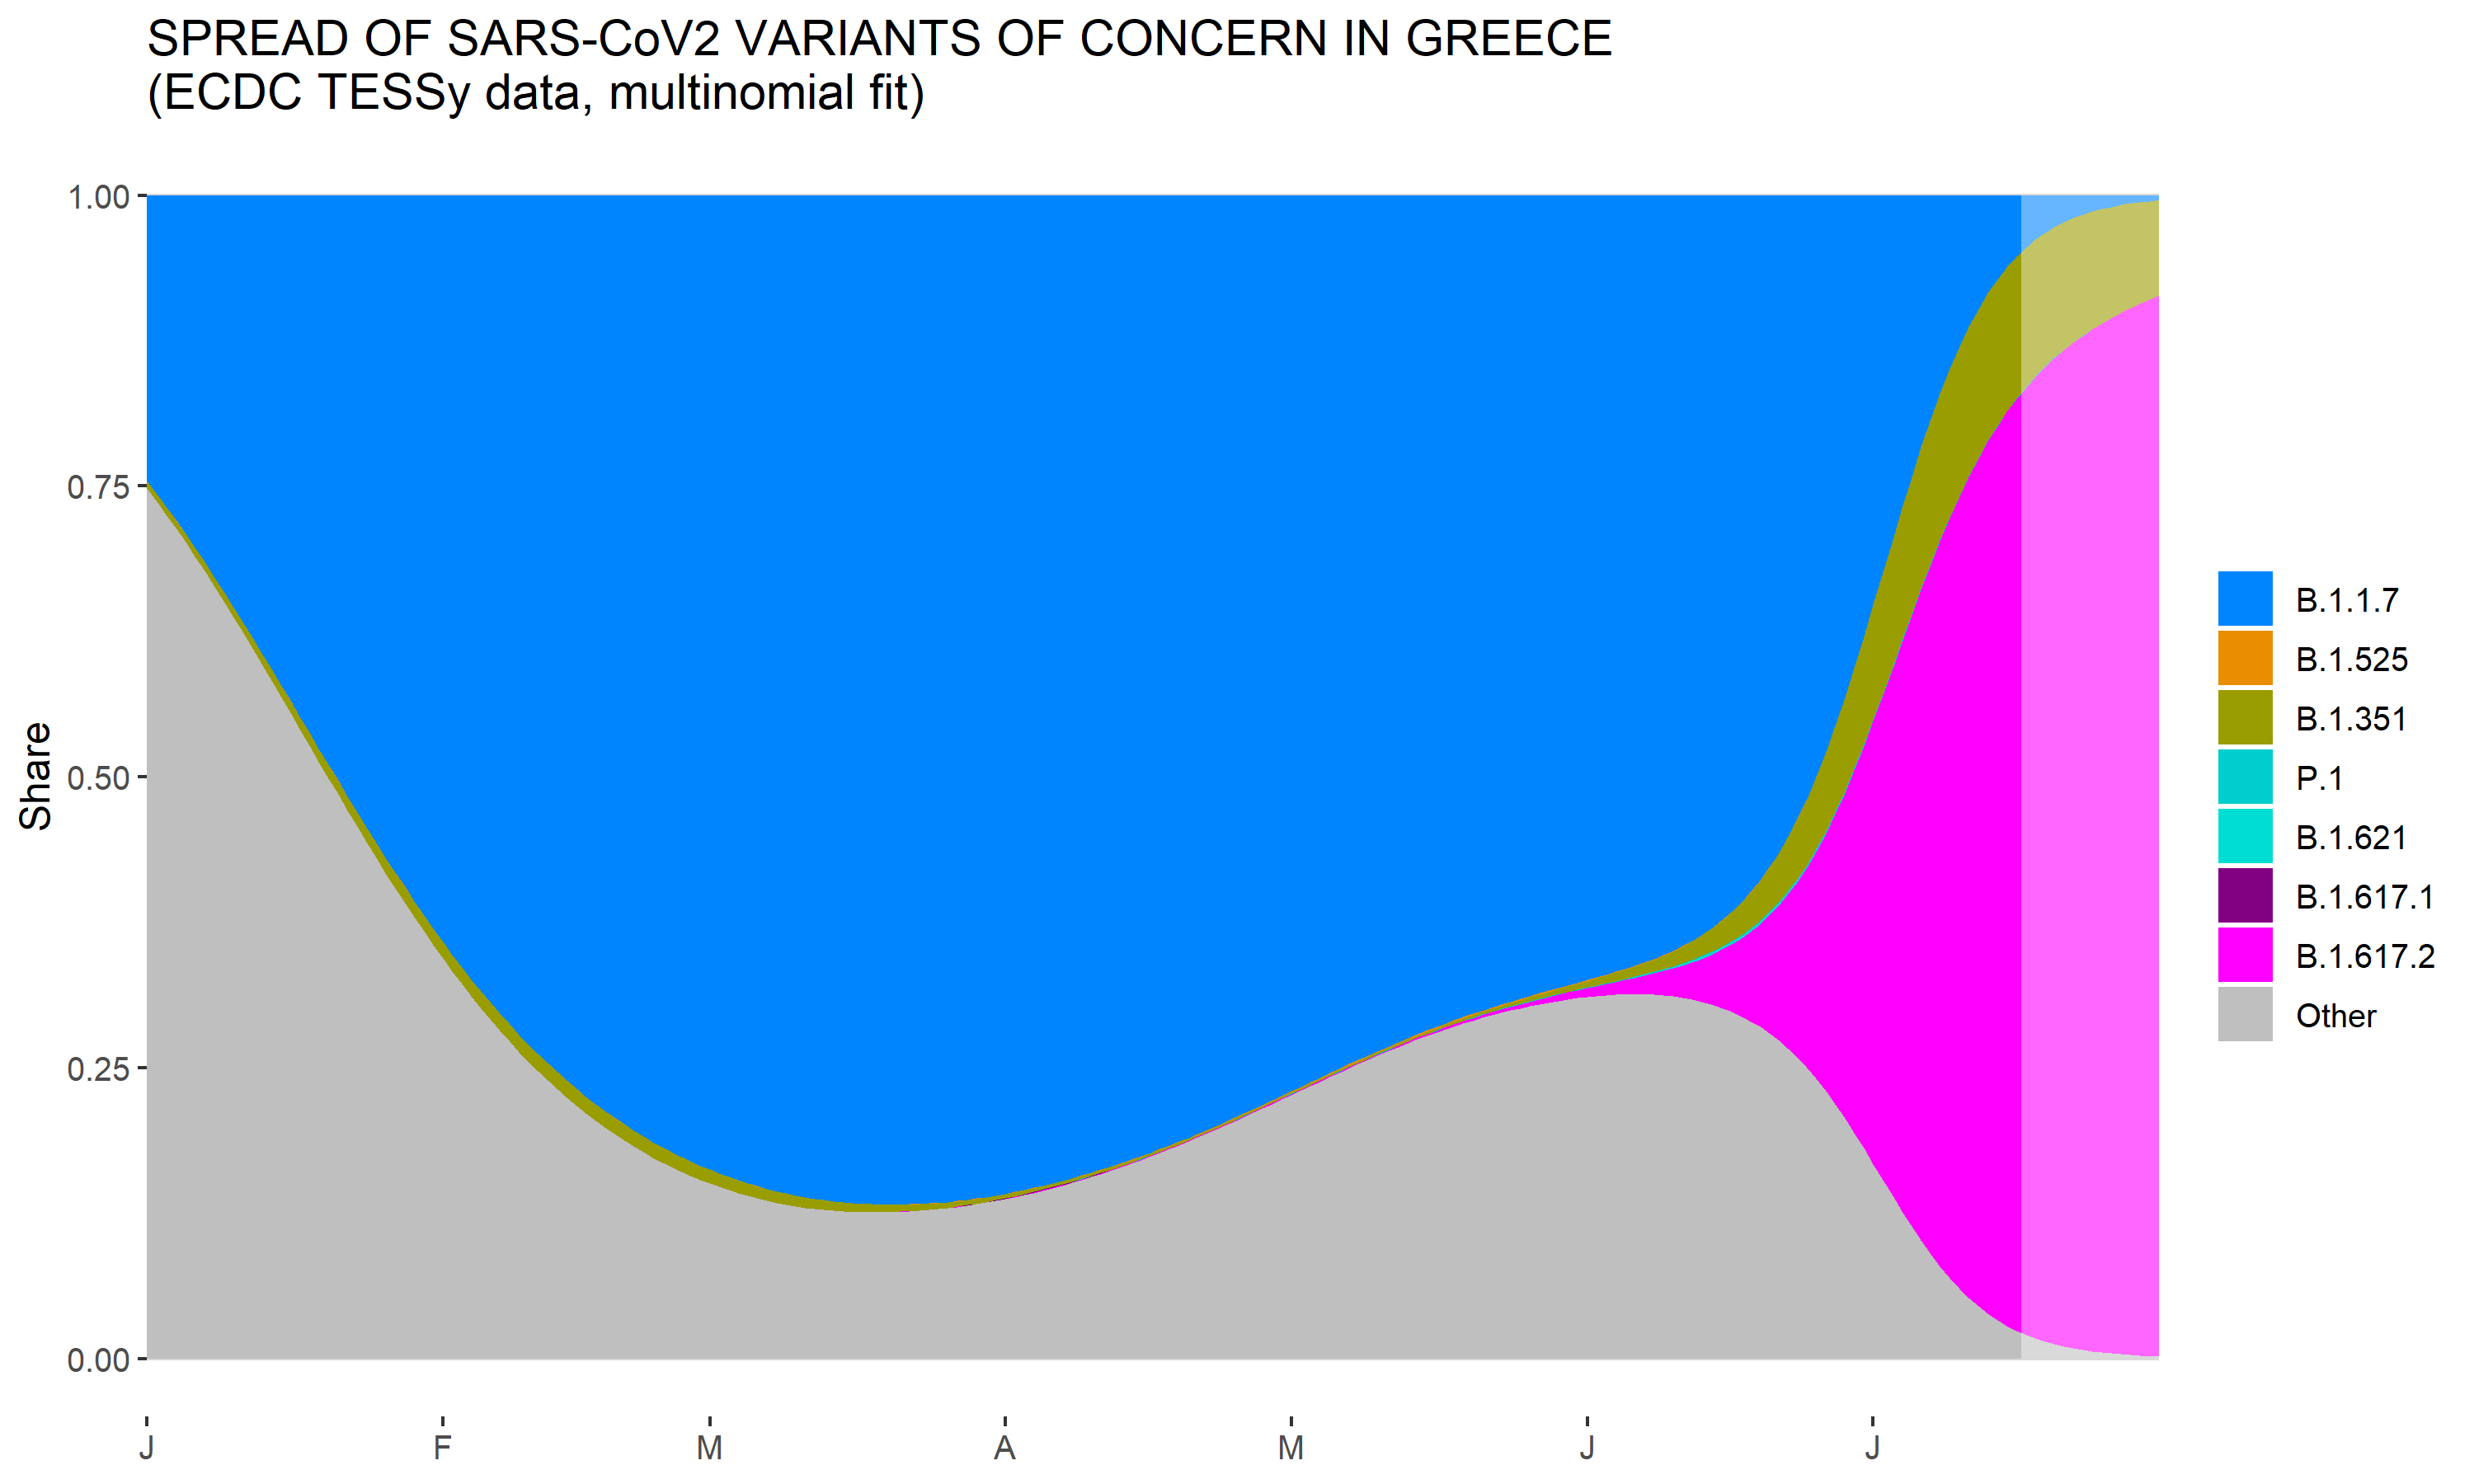 SPREAD OF SARS-CoV2 VARIANTS OF CONCERN IN GREECE
(ECDC TESSy data, multinomial fit)
1.00
0.75
0.50
0.25
0.00
Share
J F M A M J J
B.1.1.7
B.1.525
B.1.351
P.1
B.1.621
B.1.617.1
B.1.617.2
Other